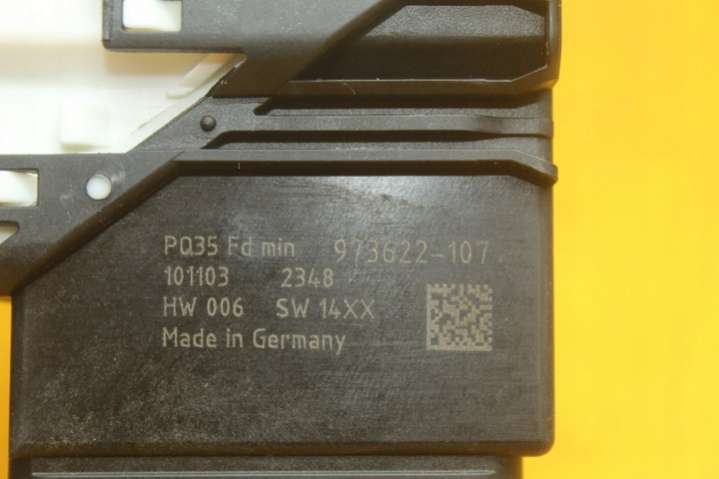 PQ35 Fd min 973622-107
101103 2348
HW 006 SW 14XX
Made in Germany